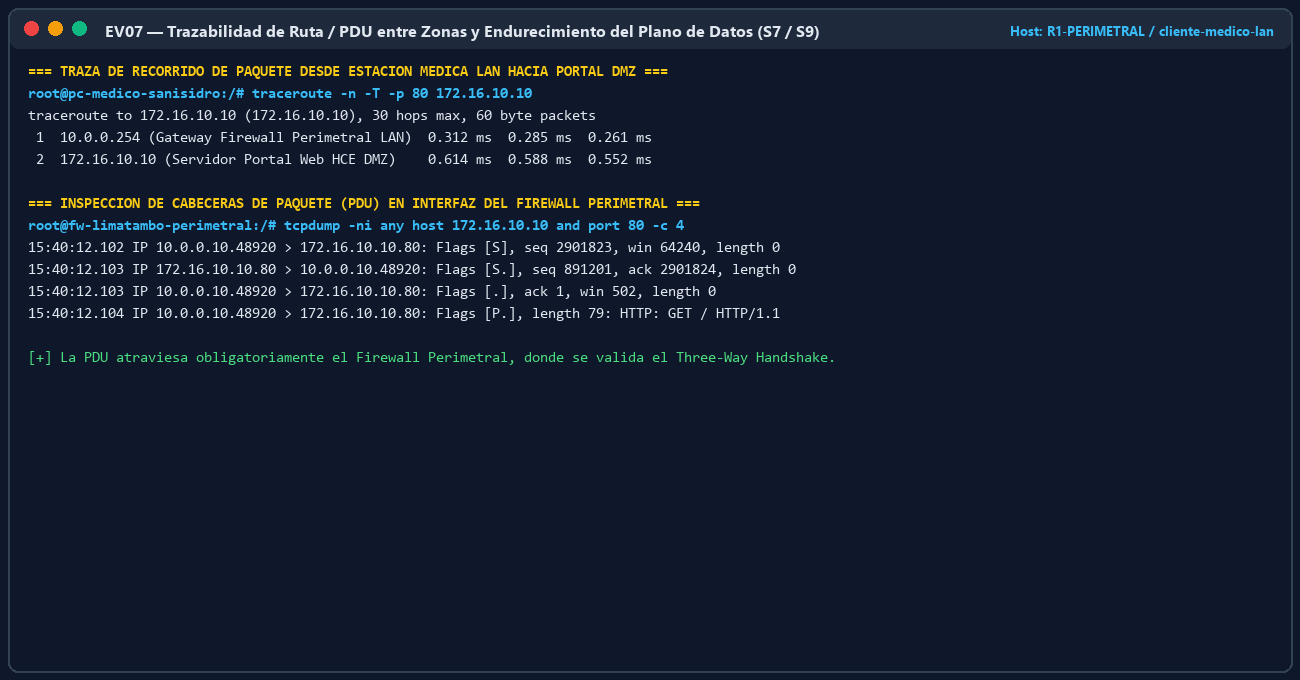 EV07 — Trazabilidad de Ruta / PDU entre Zonas y Endurecimiento del Plano de Datos (S7 / S9)
Host: R1-PERIMETRAL / cliente-medico-lan
=== TRAZA DE RECORRIDO DE PAQUETE DESDE ESTACION MEDICA LAN HACIA PORTAL DMZ ===
root@pc-medico-sanisidro:/# traceroute -n -T -p 80 172.16.10.10
traceroute to 172.16.10.10 (172.16.10.10), 30 hops max, 60 byte packets
 1  10.0.0.254 (Gateway Firewall Perimetral LAN)  0.312 ms  0.285 ms  0.261 ms
 2  172.16.10.10 (Servidor Portal Web HCE DMZ)    0.614 ms  0.588 ms  0.552 ms
=== INSPECCION DE CABECERAS DE PAQUETE (PDU) EN INTERFAZ DEL FIREWALL PERIMETRAL ===
root@fw-limatambo-perimetral:/# tcpdump -ni any host 172.16.10.10 and port 80 -c 4
15:40:12.102 IP 10.0.0.10.48920 > 172.16.10.10.80: Flags [S], seq 2901823, win 64240, length 0
15:40:12.103 IP 172.16.10.10.80 > 10.0.0.10.48920: Flags [S.], seq 891201, ack 2901824, length 0
15:40:12.103 IP 10.0.0.10.48920 > 172.16.10.10.80: Flags [.], ack 1, win 502, length 0
15:40:12.104 IP 10.0.0.10.48920 > 172.16.10.10.80: Flags [P.], length 79: HTTP: GET / HTTP/1.1
[+] La PDU atraviesa obligatoriamente el Firewall Perimetral, donde se valida el Three-Way Handshake.